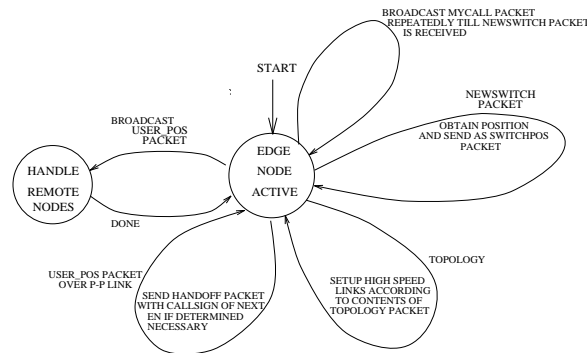 BROADCAST MYCALL PACKET
REPEATEDLY TILL NEWSWITCH PACKET
IS RECEIVED
START
NEWSWITCH
PACKET
OBTAIN POSITION
AND SEND AS SWITCHPOS
PACKET
BROADCAST
USER_POS
PACKET
EDGE
NODE
ACTIVE
HANDLE
REMOTE
NODES
DONE
USER_POS PACKET
OVER P-P LINK
SEND HANDOFF PACKET
WITH CALLSIGN OF NEXT
EN IF DETERMINED
NECESSARY
TOPOLOGY
SETUP HIGH SPEED
LINKS ACCORDING
TO CONTENTS OF
TOPOLOGY PACKET